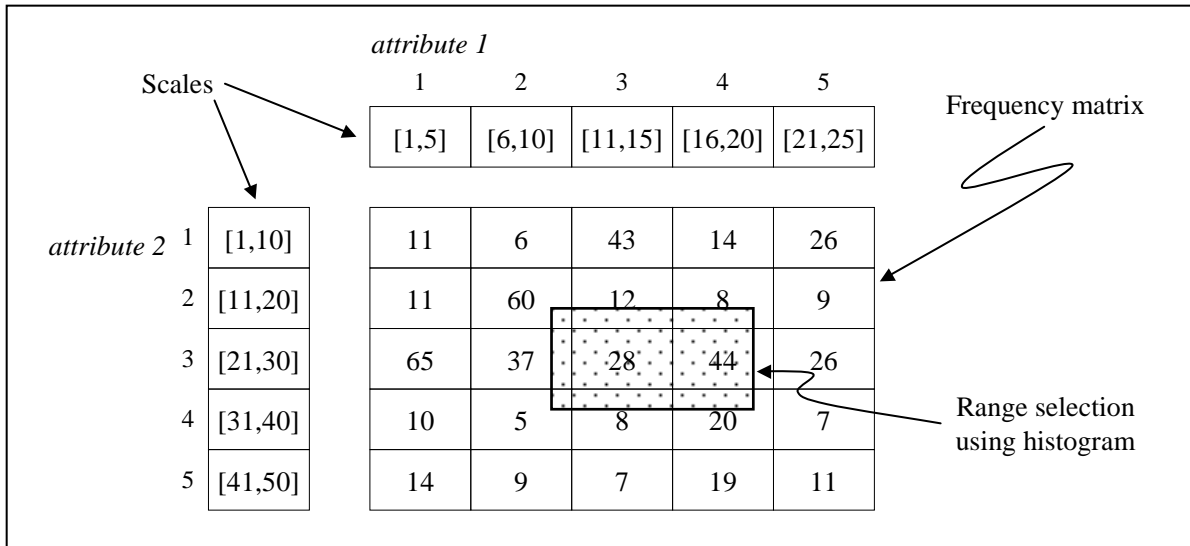 attribute 1
Scales
1 2 3 4 5
Frequency matrix
[1,5] [6,10] [11,15] [16,20] [21,25]
attribute 2
1 [1,10] 11 6 43 14 26
2 [11,20] 11 60 12 8 9
3 [21,30] 65 37 28 44 26
4 [31,40] 10 5 8 20 7
Range selection
using histogram
5 [41,50] 14 9 7 19 11